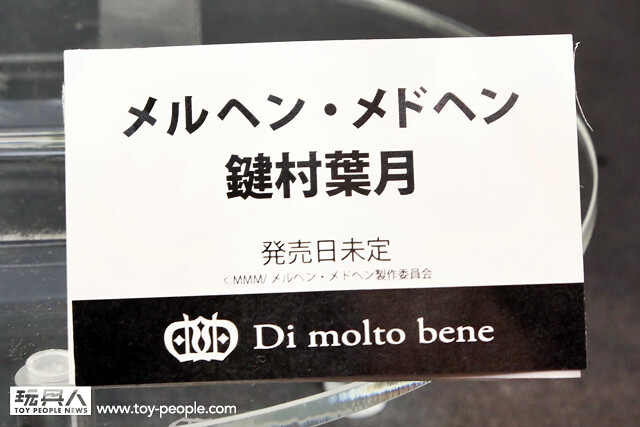 メルヘン・メドヘン
鍵村葉月
発売日未定
©MMM/メルヘン・メドヘン製作委員会
Di molto bene
玩具人
TOY PEOPLE NEWS
www.toy-people.com